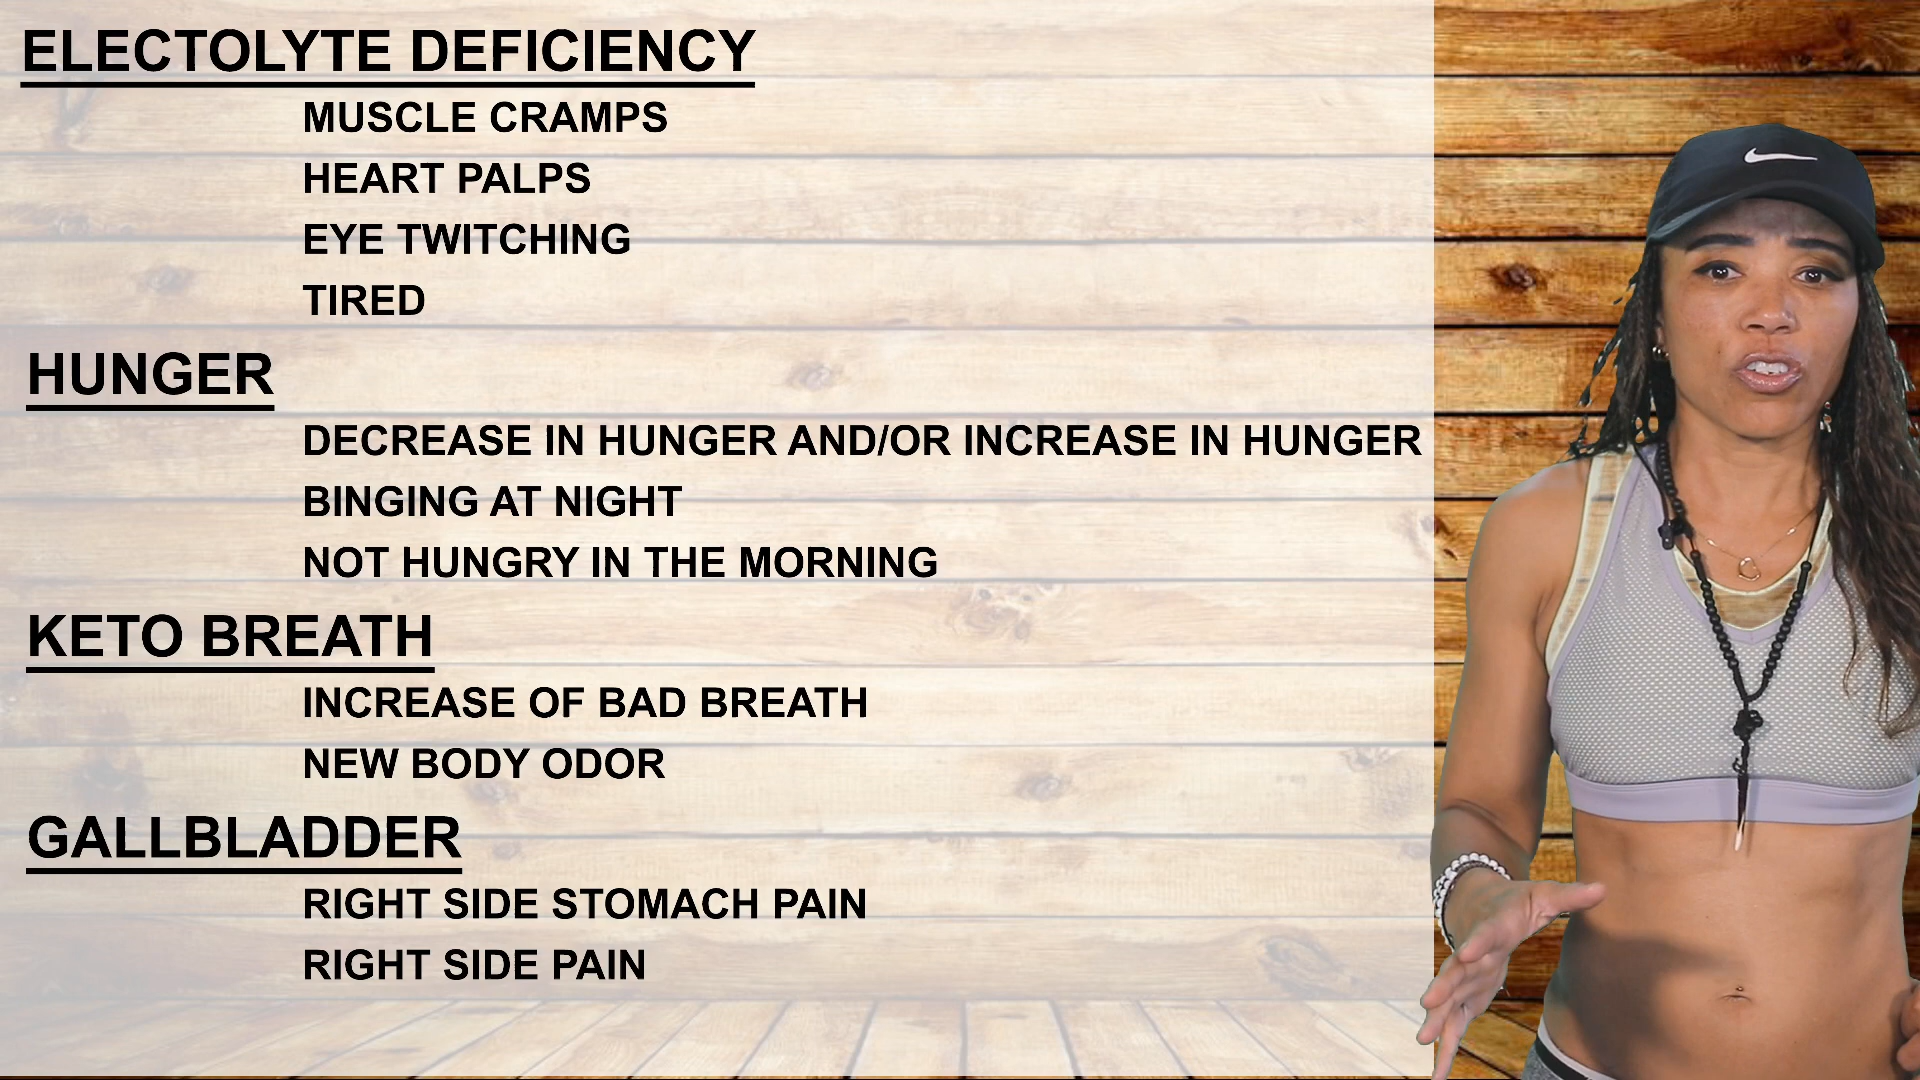 ELECTOLYTE DEFICIENCY
MUSCLE CRAMPS
HEART PALPS
EYE TWITCHING
TIRED
HUNGER
DECREASE IN HUNGER AND/OR INCREASE IN HUNGER
BINGING AT NIGHT
NOT HUNGRY IN THE MORNING
KETO BREATH
INCREASE OF BAD BREATH
NEW BODY ODOR
GALLBLADDER
RIGHT SIDE STOMACH PAIN
RIGHT SIDE PAIN